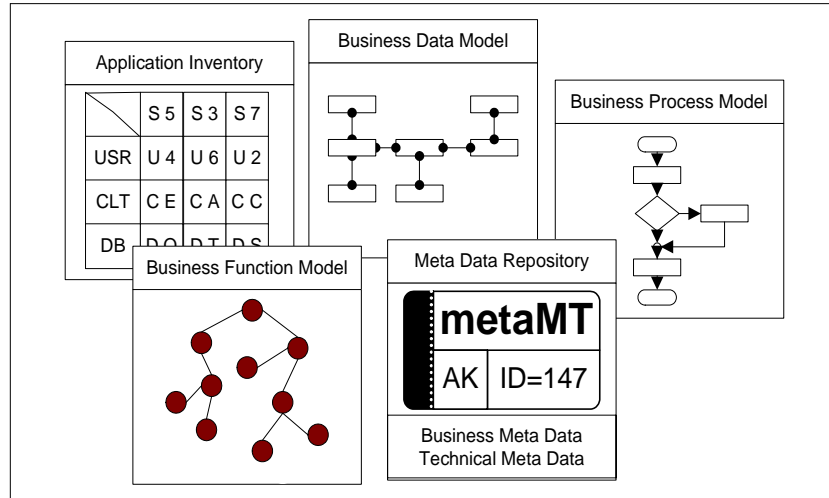 Application Inventory
S 5 S 3 S 7
USR U 4 U 6 U 2
CLT C E C A C C
DB
Business Data Model
Business Process Model
Business Function Model
Meta Data Repository
metaMT
AK ID=147
Business Meta Data
Technical Meta Data